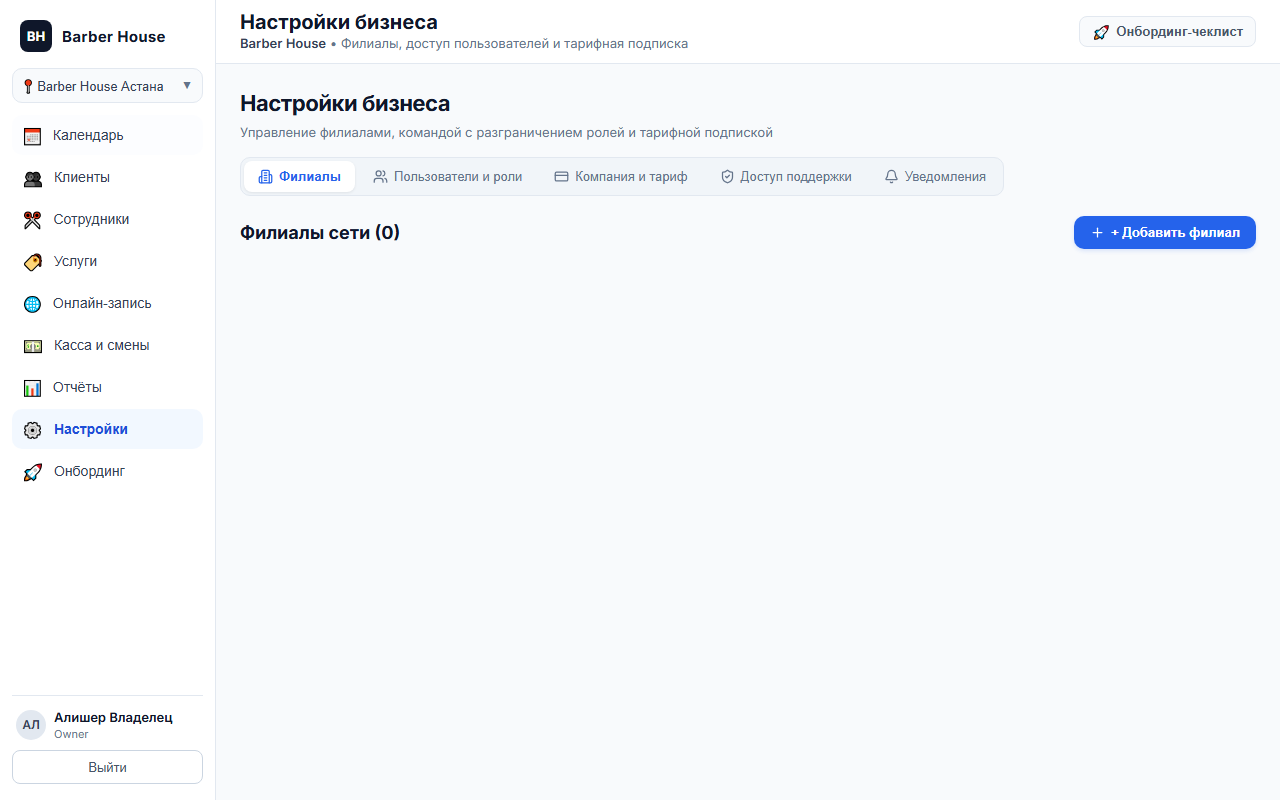 BH Barber House
Barber House Астана ▼
Календарь
Клиенты
Сотрудники
Услуги
Онлайн-запись
Касса и смены
Отчёты
Настройки
Онбординг
АЛ
Алишер Владелец
Owner
Выйти
Настройки бизнеса
Barber House • Филиалы, доступ пользователей и тарифная подписка
Онбординг-чеклист
Настройки бизнеса
Управление филиалами, командой с разграничением ролей и тарифной подпиской
Филиалы Пользователи и роли Компания и тариф Доступ поддержки Уведомления
Филиалы сети (0)
+ Добавить филиал